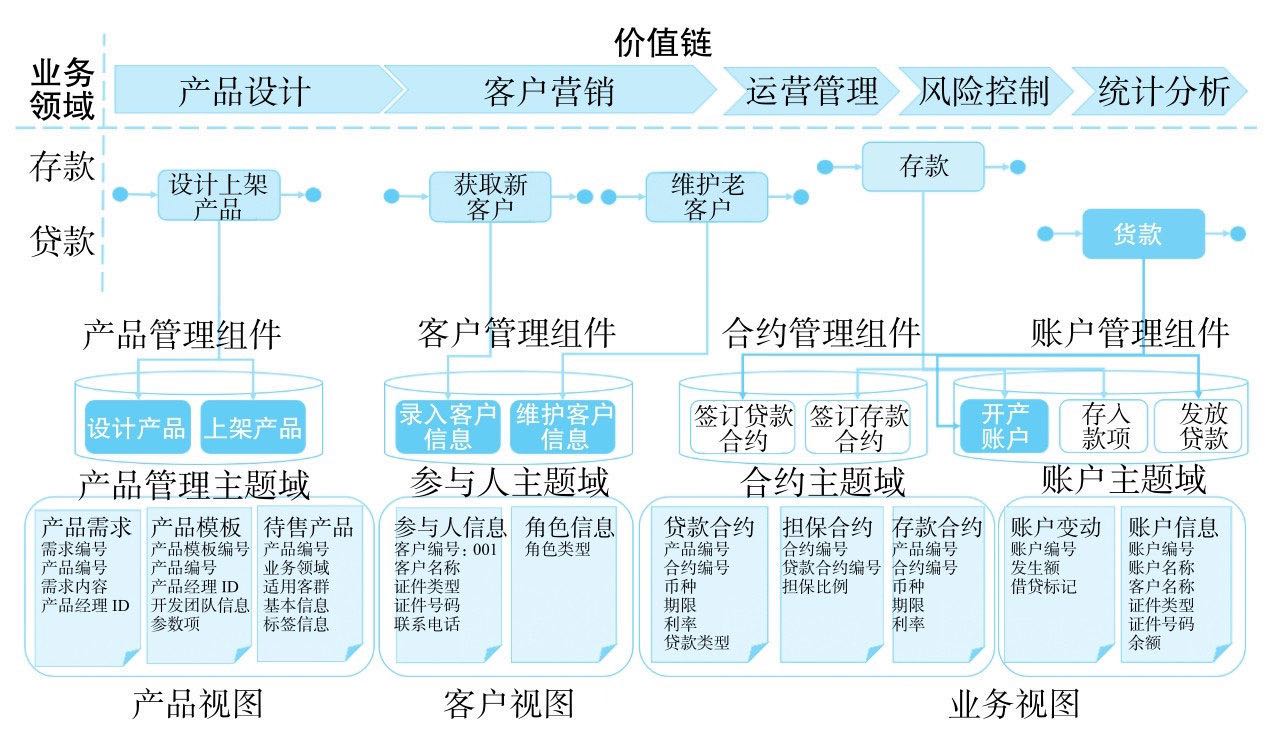 价值链
业务
领域
产品设计
客户营销
运营管理
风险控制
统计分析
存款
贷款
设计上架
产品
获取新
客户
维护老
客户
存款
货款
产品管理组件
客户管理组件
合约管理组件
账户管理组件
设计产品
上架产品
录入客户
信息
维护客户
信息
签订贷款
合约
签订存款
合约
开产
账户
存入
款项
发放
贷款
产品管理主题域
参与人主题域
合约主题域
账户主题域
产品需求
需求编号
产品编号
需求内容
产品经理 ID
产品模板
产品模板编号
产品编号
产品经理 ID
开发团队信息
参数项
待售产品
产品编号
业务领域
适用客群
基本信息
标签信息
参与人信息
客户编号：001
客户名称
证件类型
证件号码
联系电话
角色信息
角色类型
贷款合约
产品编号
合约编号
币种
期限
利率
贷款类型
担保合约
合约编号
贷款合约编号
担保比例
存款合约
产品编号
合约编号
币种
期限
利率
账户变动
账户编号
发生额
借贷标记
账户信息
账户编号
账户名称
客户名称
证件类型
证件号码
余额
产品视图
客户视图
业务视图